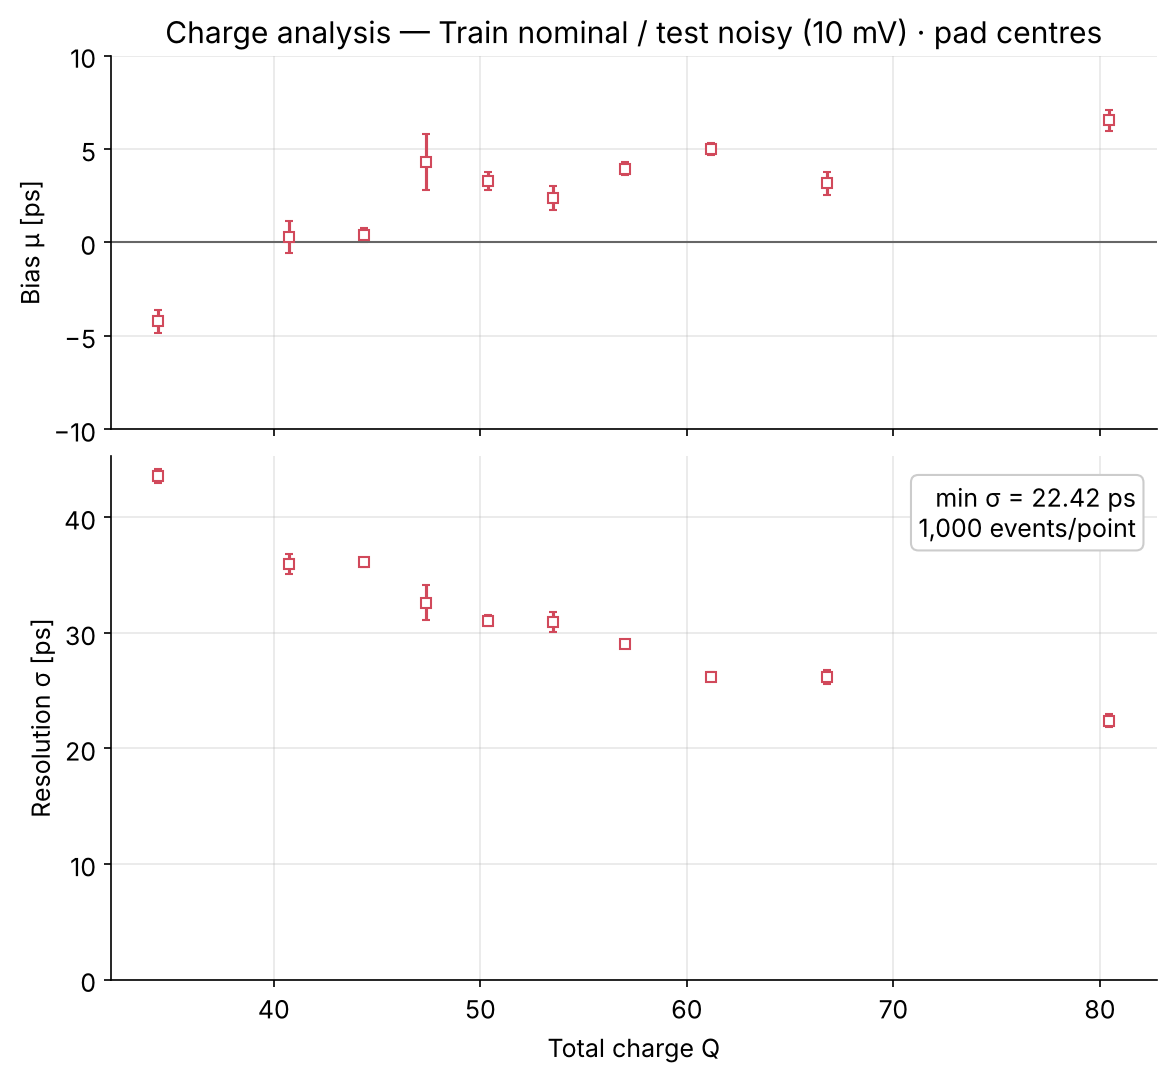 Charge analysis — Train nominal / test noisy (10 mV) · pad centres
10
5
0
−5
−10
Bias μ [ps]
min σ = 22.42 ps
1,000 events/point
40
30
20
10
0
Resolution σ [ps]
40 50 60 70 80
Total charge Q